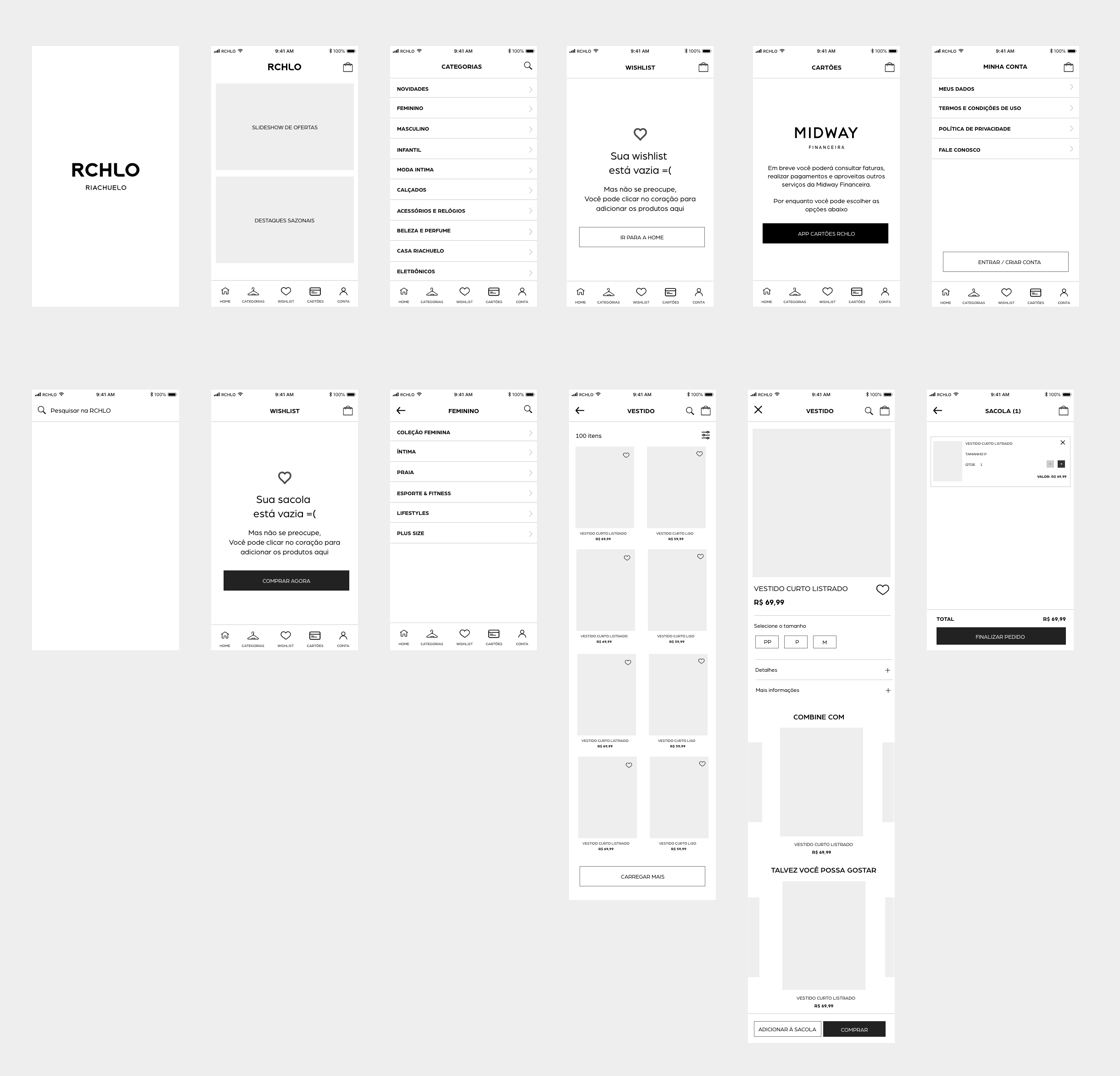 RCHLO
RIACHUELO
RCHLO 9:41 AM 100%
RCHLO
SLIDESHOW DE OFERTAS
DESTAQUES SAZONAIS
HOME CATEGORIAS WISHLIST CARTÕES CONTA
RCHLO 9:41 AM 100%
CATEGORIAS
NOVIDADES
FEMININO
MASCULINO
INFANTIL
MODA INTIMA
CALÇADOS
ACESSÓRIOS E RELÓGIOS
BELEZA E PERFUME
CASA RIACHUELO
ELETRÔNICOS
HOME CATEGORIAS WISHLIST CARTÕES CONTA
RCHLO 9:41 AM 100%
WISHLIST
Sua wishlist
está vazia =(
Mas não se preocupe,
Você pode clicar no coração para
adicionar os produtos aqui
IR PARA A HOME
HOME CATEGORIAS WISHLIST CARTÕES CONTA
RCHLO 9:41 AM 100%
CARTÕES
MIDWAY
FINANCEIRA
Em breve você poderá consultar faturas,
realizar pagamentos e aproveitas outros
serviços da Midway Financeira.
Por enquanto você pode escolher as
opções abaixo
APP CARTÕES RCHLO
HOME CATEGORIAS WISHLIST CARTÕES CONTA
RCHLO 9:41 AM 100%
MINHA CONTA
MEUS DADOS
TERMOS E CONDIÇÕES DE USO
POLÍTICA DE PRIVACIDADE
FALE CONOSCO
ENTRAR / CRIAR CONTA
HOME CATEGORIAS WISHLIST CARTÕES CONTA
RCHLO 9:41 AM 100%
Pesquisar na RCHLO
RCHLO 9:41 AM 100%
WISHLIST
Sua sacola
está vazia =(
Mas não se preocupe,
Você pode clicar no coração para
adicionar os produtos aqui
COMPRAR AGORA
HOME CATEGORIAS WISHLIST CARTÕES CONTA
RCHLO 9:41 AM 100%
FEMININO
COLEÇÃO FEMININA
ÍNTIMA
PRAIA
ESPORTE & FITNESS
LIFESTYLES
PLUS SIZE
HOME CATEGORIAS WISHLIST CARTÕES CONTA
RCHLO 9:41 AM 100%
VESTIDO
100 itens
VESTIDO CURTO LISTRADO VESTIDO CURTO LISO
R$ 69,99 R$ 59,99
VESTIDO CURTO LISTRADO VESTIDO CURTO LISO
R$ 69,99 R$ 59,99
VESTIDO CURTO LISTRADO VESTIDO CURTO LISO
R$ 69,99 R$ 59,99
VESTIDO CURTO LISTRADO VESTIDO CURTO LISO
R$ 69,99 R$ 59,99
CARREGAR MAIS
RCHLO 9:41 AM 100%
VESTIDO
VESTIDO CURTO LISTRADO
R$ 69,99
Selecione o tamanho
PP P M
Detalhes +
Mais informações +
COMBINE COM
VESTIDO CURTO LISTRADO
R$ 69,99
TALVEZ VOCÊ POSSA GOSTAR
VESTIDO CURTO LISTRADO
R$ 69,99
ADICIONAR À SACOLA COMPRAR
RCHLO 9:41 AM 100%
SACOLA (1)
VESTIDO CURTO LISTRADO
TAMANHO: P
QTDE: 1
VALOR: R$ 69,99
TOTAL R$ 69,99
FINALIZAR PEDIDO